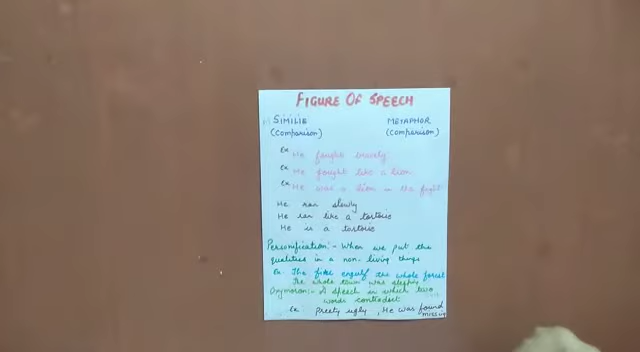 FIGURE OF SPEECH
SIMILIE METAPHOR
(Comparison) (Comparison)
Ex He fought bravely
Ex He fought like a lion
Ex He was a lion in the fight
He ran slowly
He ran like a tortoise
He is a tortoise
Personification:- When we put the
qualities in a non-living things
Ex. The fire engulf the whole forest
The whole town was sleeping
Oxymoron:- A speech in which two
words contradict
Ex Pretty ugly, He was found
missing